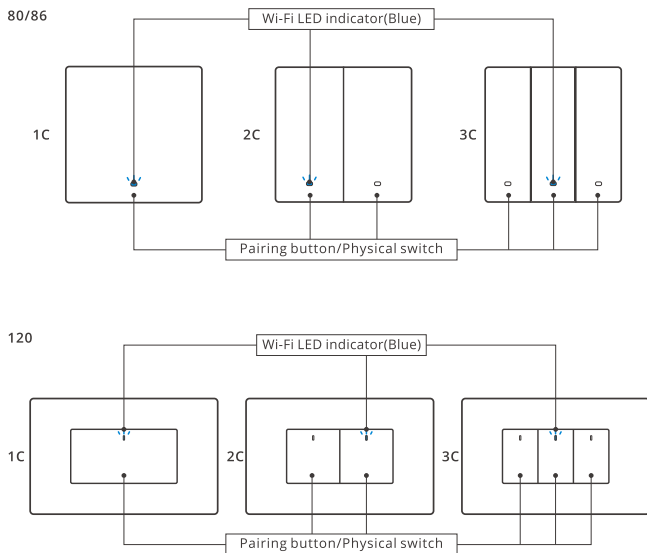 80/86
Wi-Fi LED indicator(Blue)
1C
2C
3C
Pairing button/Physical switch
120
Wi-Fi LED indicator(Blue)
1C
2C
3C
Pairing button/Physical switch